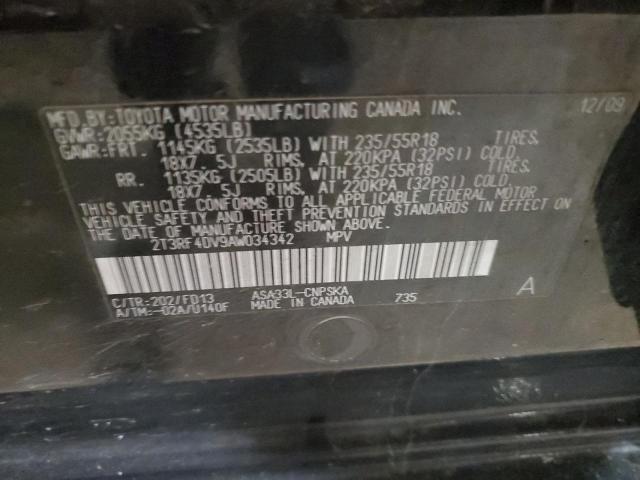 MFD.BY:TOYOTA MOTOR MANUFACTURING CANADA INC. 12/09
GVWR:2055KG (4535LB)
GAWR:FRT. 1145KG (2535LB) WITH 235/55R18 TIRES.
18X7 5J RIMS. AT 220KPA (32PSI) COLD.
RR. 1135KG (2505LB) WITH 235/55R18 TIRES.
18X7 5J RIMS. AT 220KPA (32PSI) COLD.
THIS VEHICLE CONFORMS TO ALL APPLICABLE FEDERAL MOTOR
VEHICLE SAFETY AND THEFT PREVENTION STANDARDS IN EFFECT ON
THE DATE OF MANUFACTURE SHOWN ABOVE.
2T3RF4DV9AW034342 MPV
C/TR:202/FD13 ASA33L-CNPSKA A
A/TM:-02A/U140F MADE IN CANADA 735